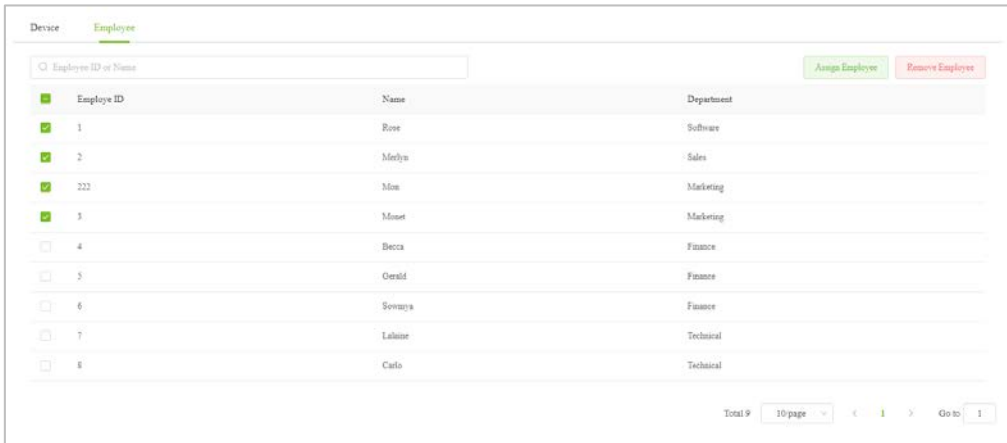 Device Employee
Employee ID or Name Assign Employee Remove Employee
Employe ID Name Department
1 Rose Software
2 Merlyn Sales
222 Mon Marketing
3 Monet Marketing
4 Becca Finance
5 Gerald Finance
6 Sowmya Finance
7 Lalaine Technical
8 Carlo Technical
Total 9 10/page < 1 > Go to 1